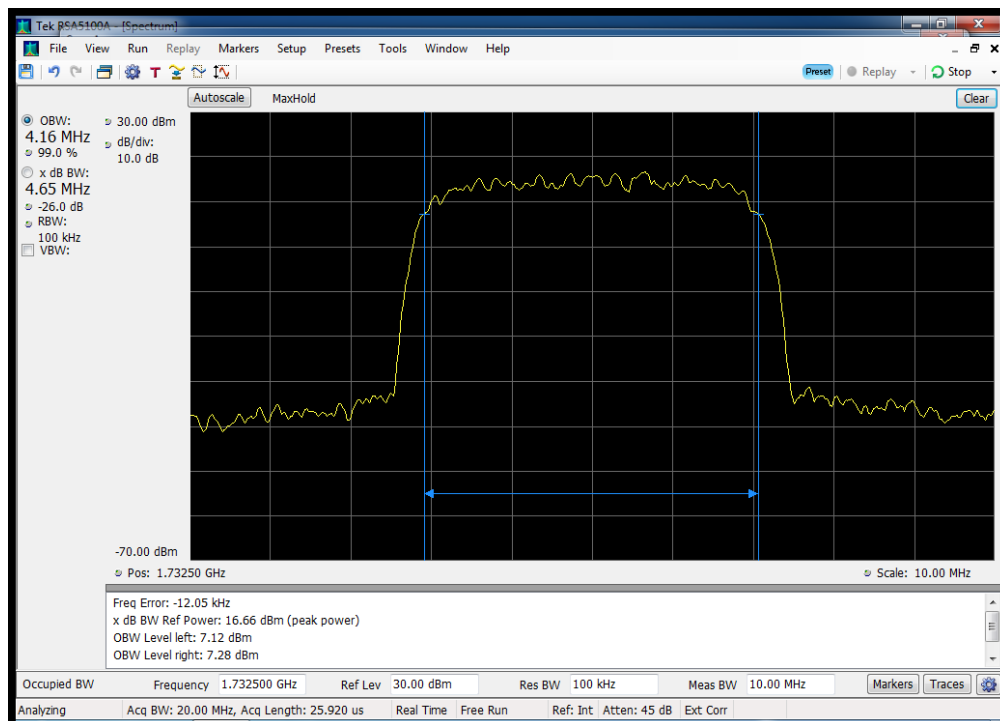 Tek RSA5100A - [Spectrum]
File View Run Replay Markers Setup Presets Tools Window Help
T Preset Replay Stop
Autoscale MaxHold Clear
OBW:
4.16 MHz
99.0 %
x dB BW:
4.65 MHz
-26.0 dB
RBW:
100 kHz
VBW:
30.00 dBm
dB/div:
10.0 dB
-70.00 dBm
Pos: 1.73250 GHz Scale: 10.00 MHz
Freq Error: -12.05 kHz
x dB BW Ref Power: 16.66 dBm (peak power)
OBW Level left: 7.12 dBm
OBW Level right: 7.28 dBm
Occupied BW Frequency 1.732500 GHz Ref Lev 30.00 dBm Res BW 100 kHz Meas BW 10.00 MHz Markers Traces
Analyzing Acq BW: 20.00 MHz, Acq Length: 25.920 us Real Time Free Run Ref: Int Atten: 45 dB Ext Corr